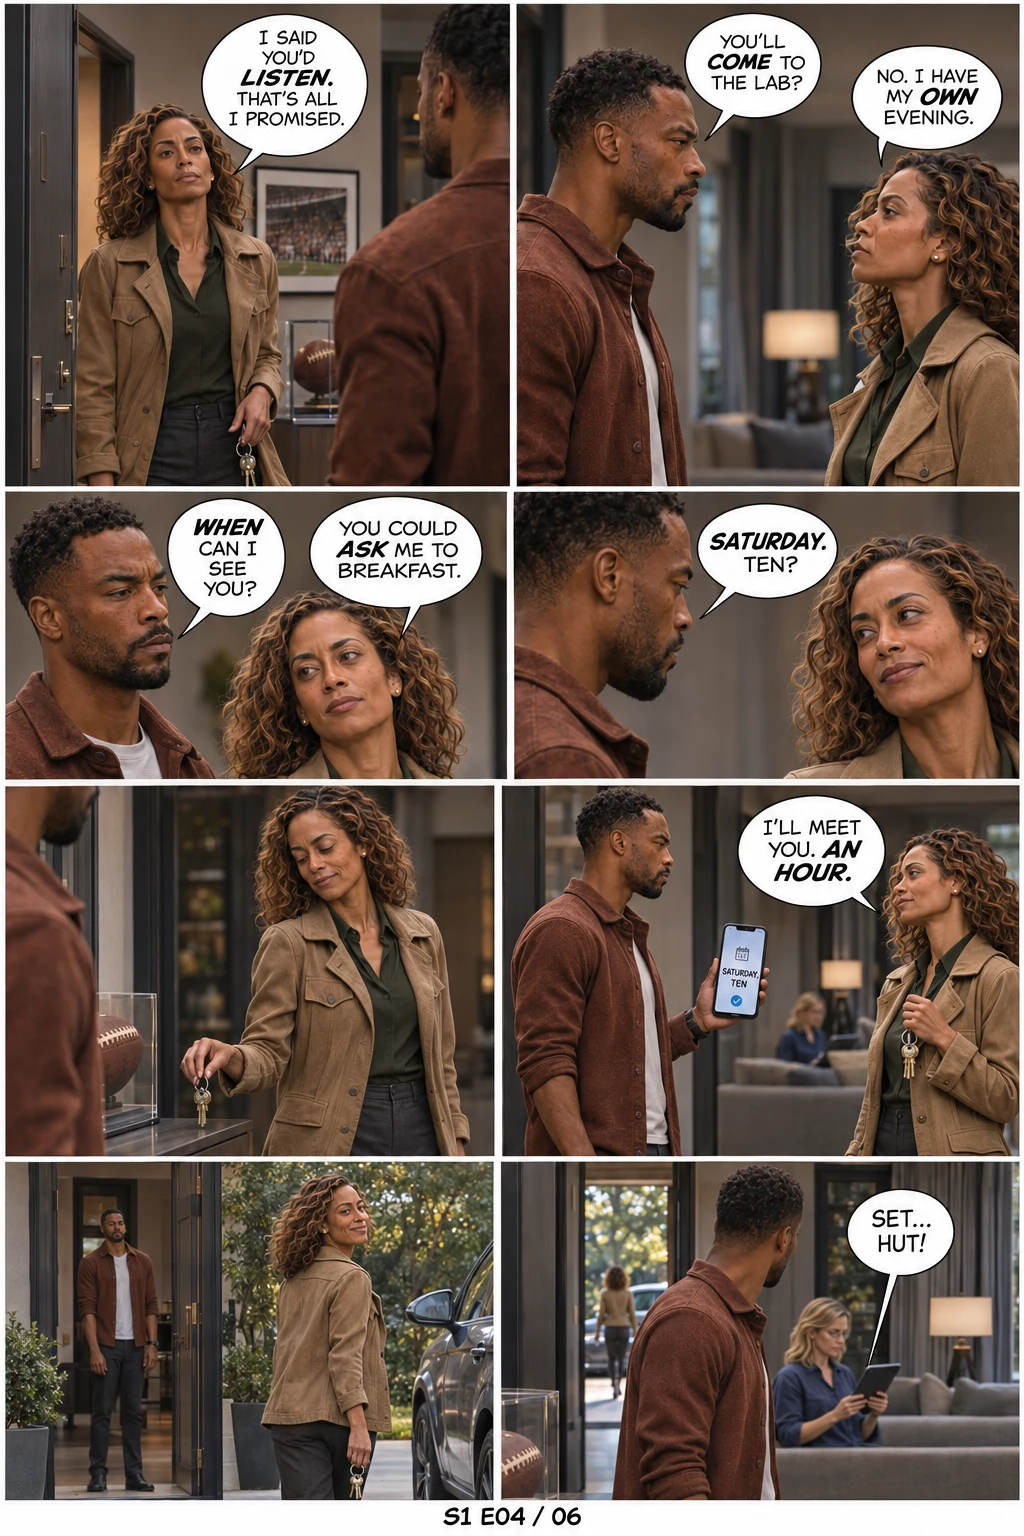 I SAID
YOU'D
LISTEN.
THAT'S ALL
I PROMISED.
YOU'LL
COME TO
THE LAB?
NO. I HAVE
MY OWN
EVENING.
WHEN
CAN I
SEE
YOU?
YOU COULD
ASK ME TO
BREAKFAST.
SATURDAY.
TEN?
I'LL MEET
YOU. AN
HOUR.
SATURDAY,
TEN
SET...
HUT!
S1 E04 / 06